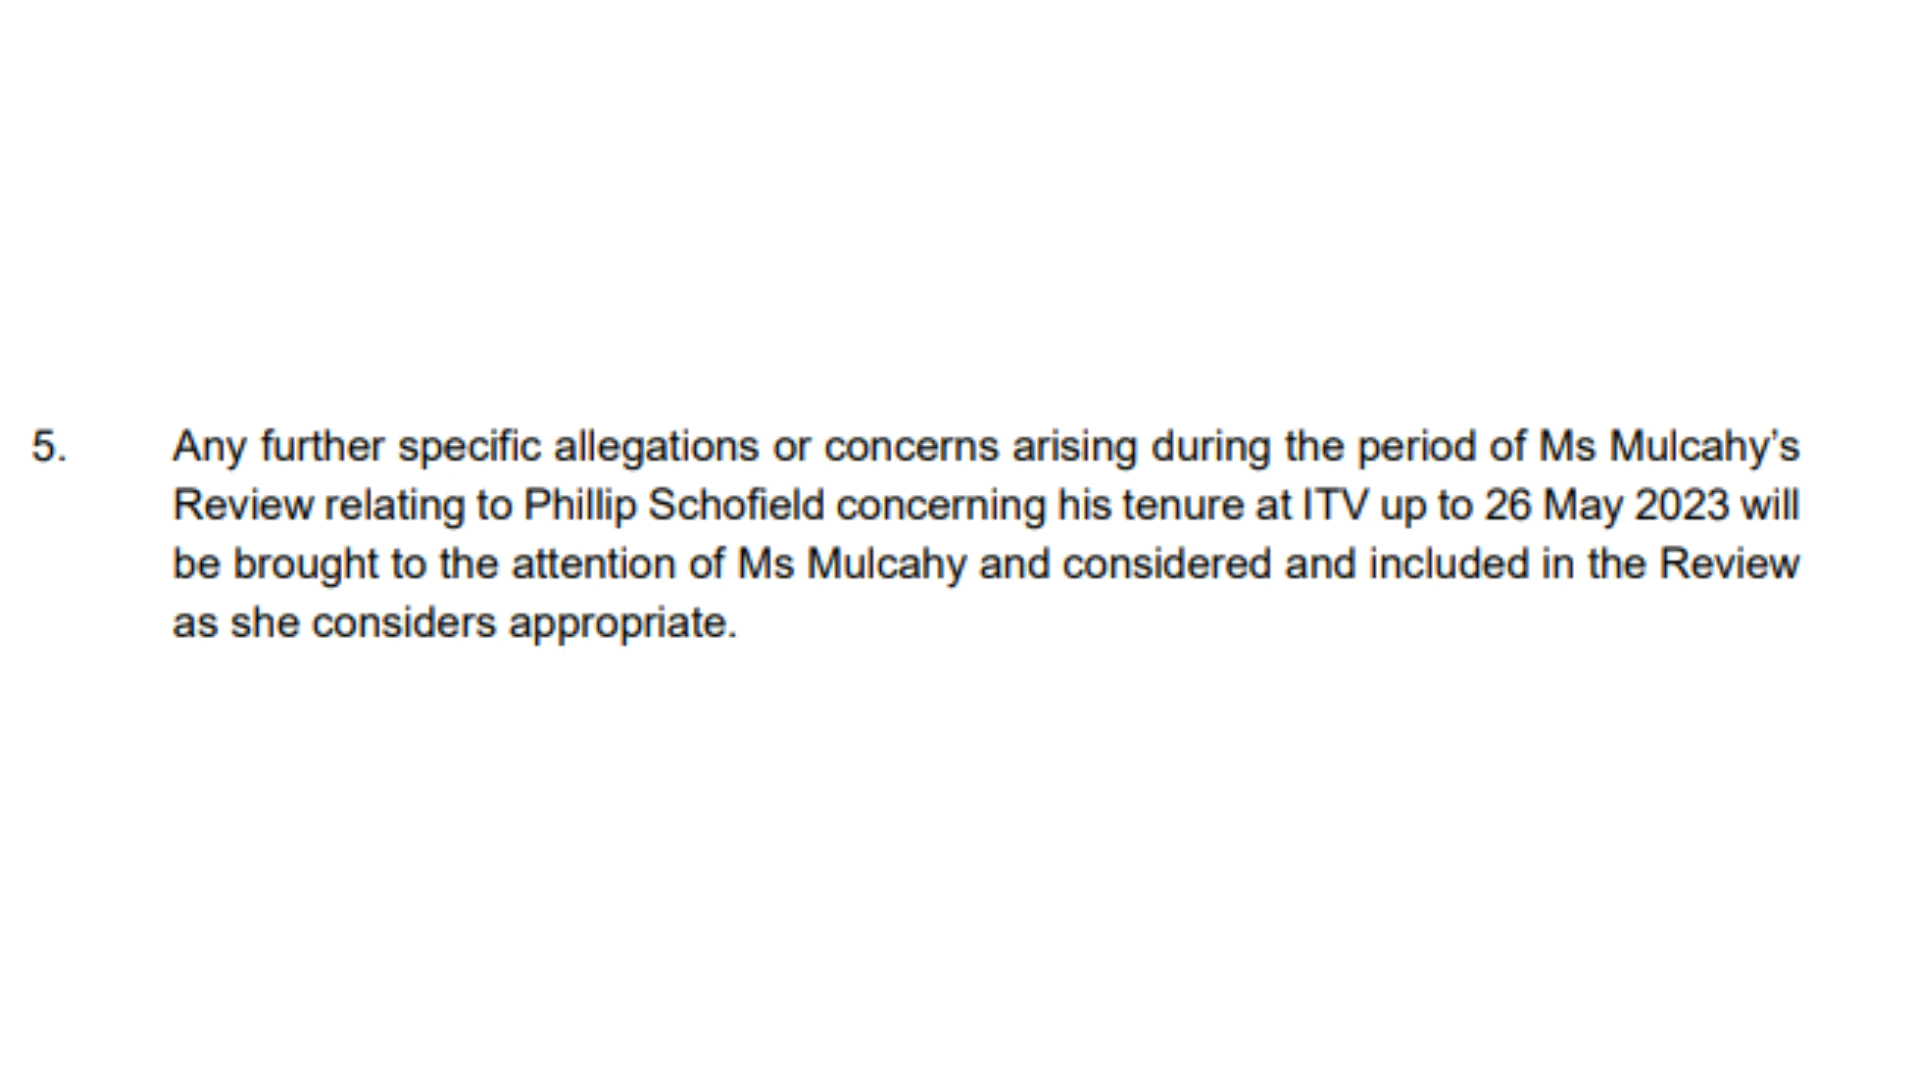 5. Any further specific allegations or concerns arising during the period of Ms Mulcahy’s
Review relating to Phillip Schofield concerning his tenure at ITV up to 26 May 2023 will
be brought to the attention of Ms Mulcahy and considered and included in the Review
as she considers appropriate.